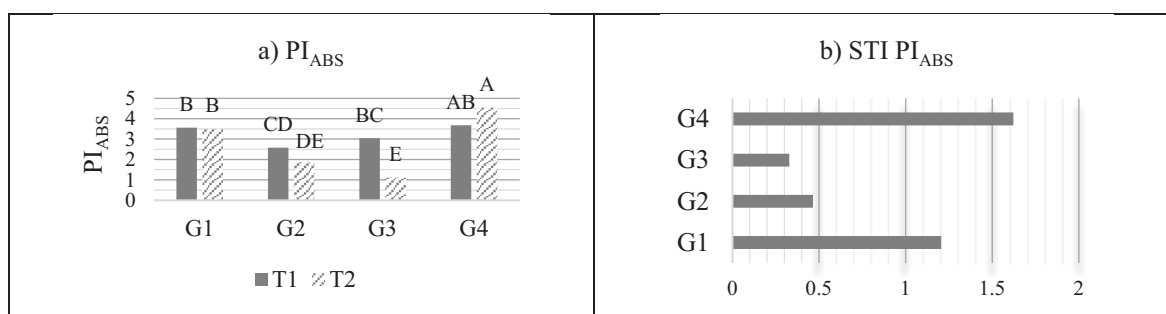 a) PI_ABS
PI_ABS
5
4
3
2
1
0
B B
CD DE
BC E
AB A
G1 G2 G3 G4
T1 T2
b) STI PI_ABS
G4
G3
G2
G1
0 0.5 1 1.5 2